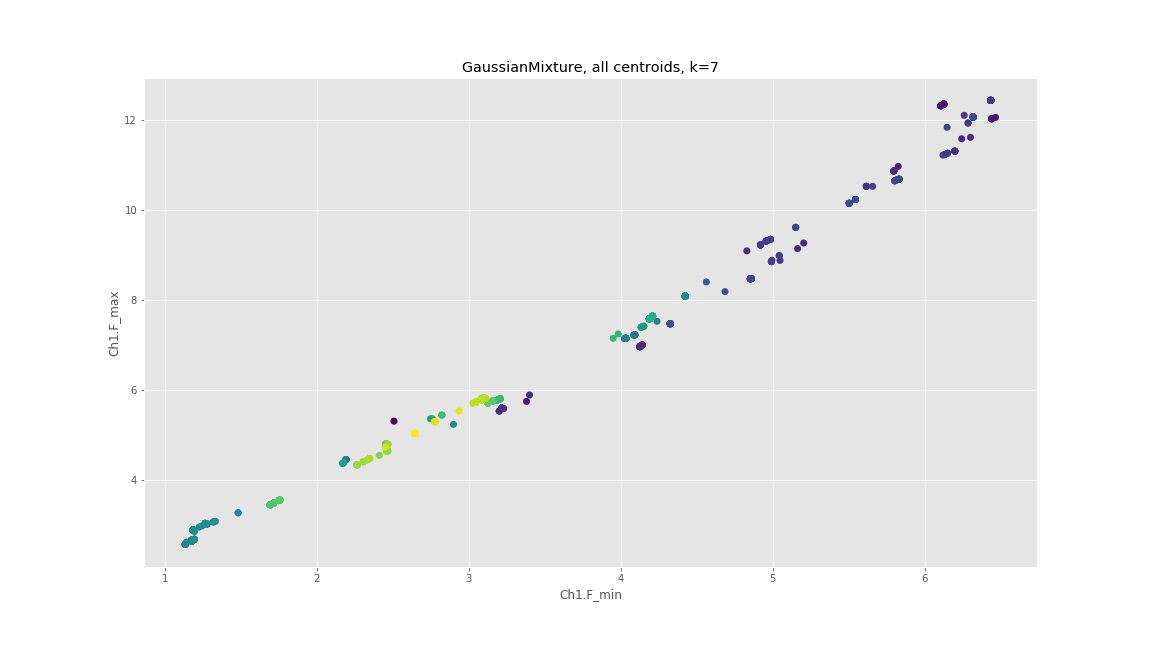 GaussianMixture, all centroids, k=7
12
10
8
6
4
Ch1.F_max
1 2 3 4 5 6
Ch1.F_min